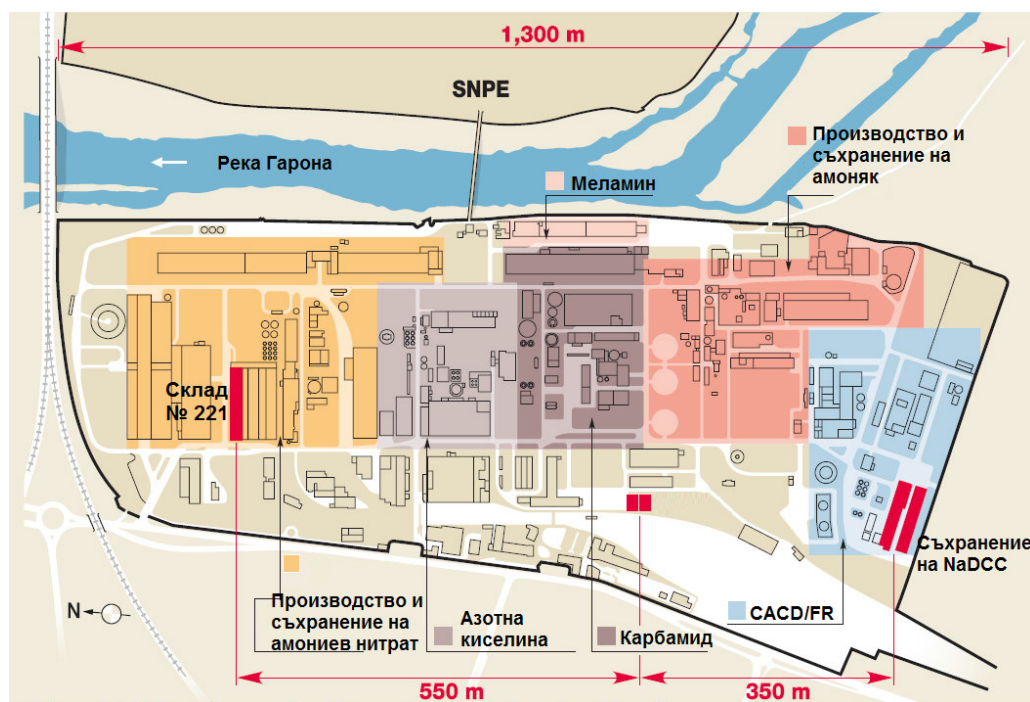 1,300 m
SNPE
Производство и
съхранение на
амоняк
Река Гарона
Меламин
Склад
№ 221
Съхранение
на NaDCC
N
Производство и
съхранение на
амониев нитрат
Азотна
киселина
Карбамид
CACD/FR
550 m
350 m